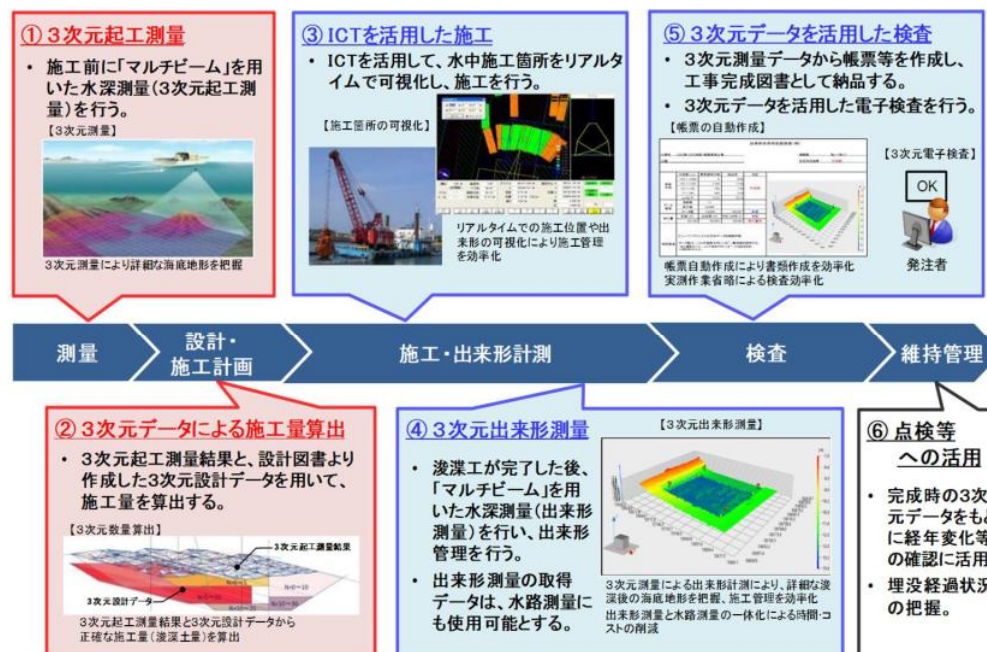 ① 3次元起工測量
• 施工前に「マルチビーム」を用
いた水深測量(3次元起工測
量)を行う。
【3次元測量】
3次元測量により詳細な海底地形を把握
③ ICTを活用した施工
• ICTを活用して、水中施工箇所をリアルタ
イムで可視化し、施工を行う。
【施工箇所の可視化】
リアルタイムでの施工位置や出
来形の可視化により施工管理
を効率化
⑤ 3次元データを活用した検査
• 3次元測量データから帳票等を作成し、
工事完成図書として納品する。
• 3次元データを活用した電子検査を行う。
【帳票の自動作成】
【3次元電子検査】
OK
発注者
帳票自動作成により書類作成を効率化
実測作業省略による検査効率化
測量
設計・
施工計画
施工・出来形計測
検査
維持管理
② 3次元データによる施工量算出
• 3次元起工測量結果と、設計図書より
作成した3次元設計データを用いて、
施工量を算出する。
【3次元数量算出】
3次元起工測量結果
3次元設計データ
3次元起工測量結果と3次元設計データから
正確な施工量(浚渫土量)を算出
④ 3次元出来形測量
• 浚渫工が完了した後、
「マルチビーム」を用
いた水深測量(出来形
測量)を行い、出来形
管理を行う。
• 出来形測量の取得
データは、水路測量に
も使用可能とする。
【3次元出来形測量】
3次元測量による出来形計測により、詳細な浚
渫後の海底地形を把握、施工管理を効率化
出来形測量と水路測量の一体化による時間・コ
ストの削減
⑥ 点検等
への活用
• 完成時の3次
元データをもと
に経年変化等
の確認に活用
• 埋没経過状況
の把握。